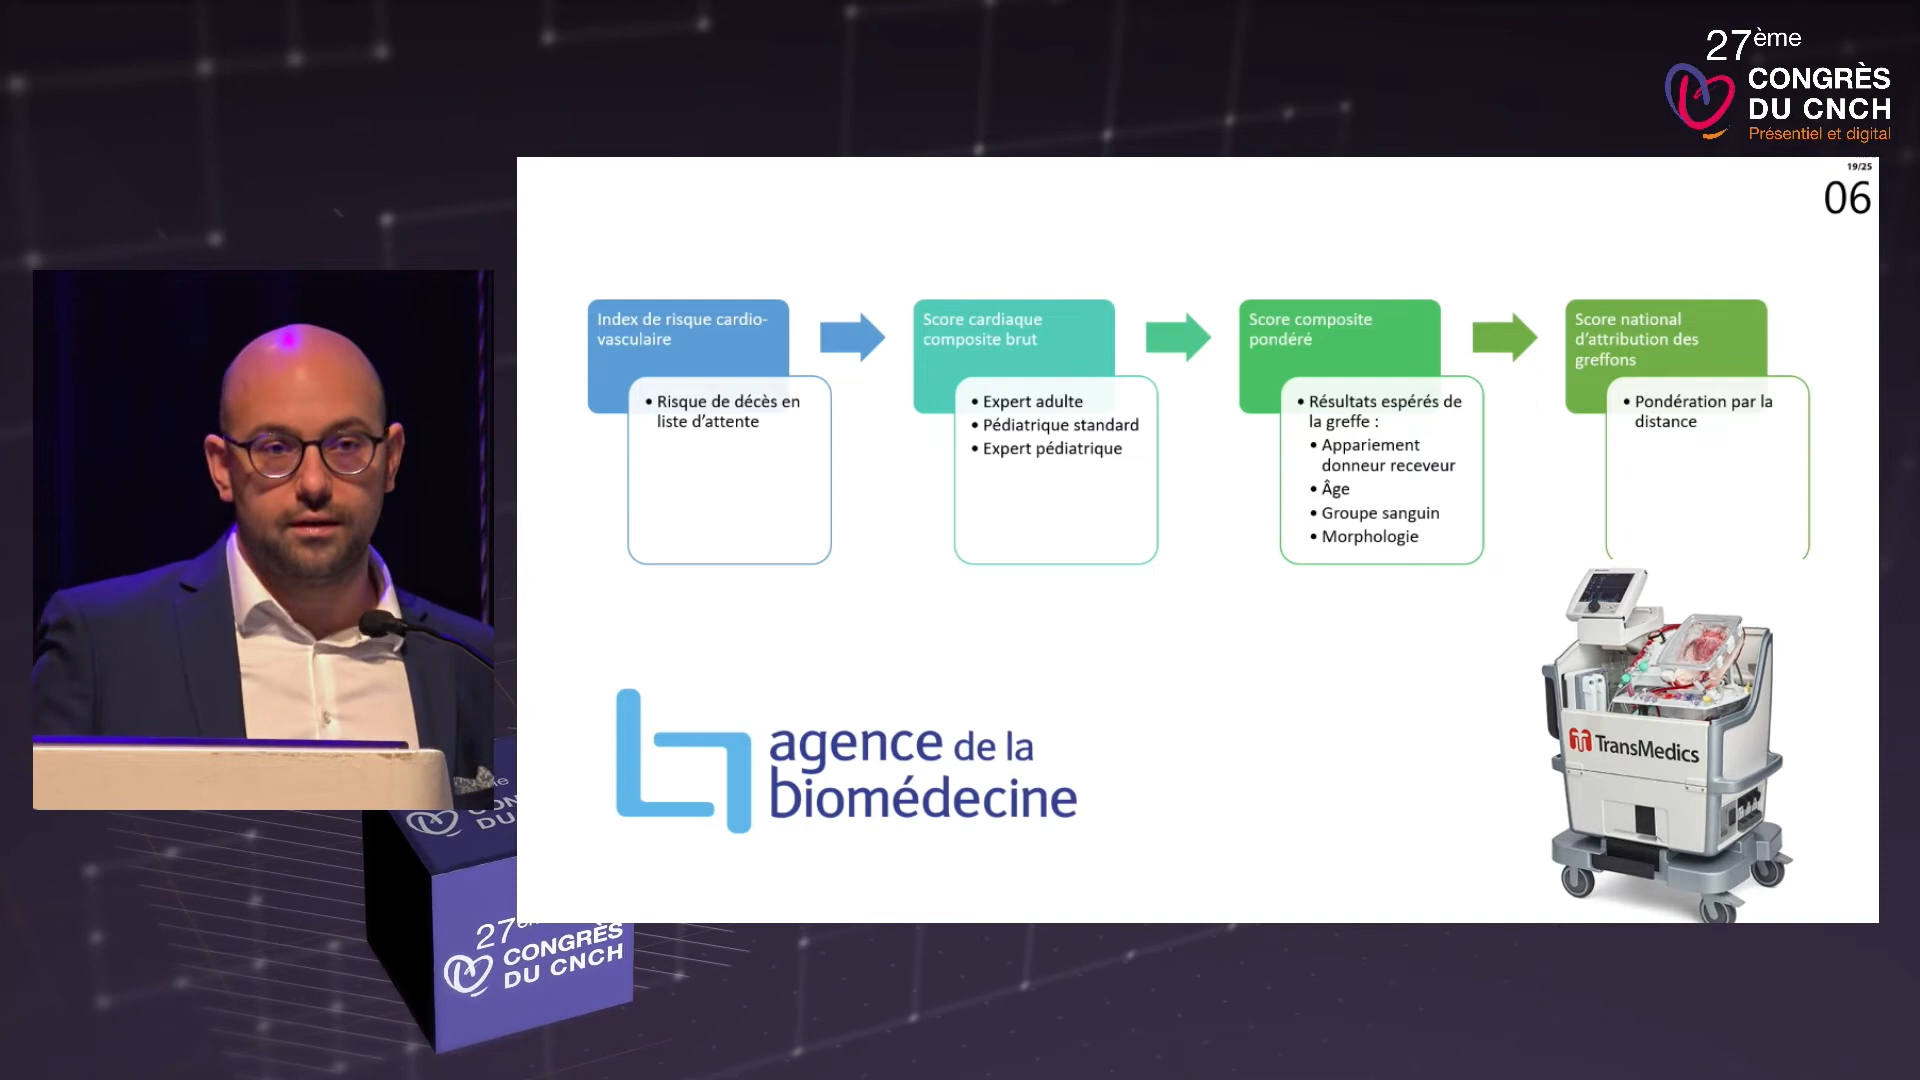 27ème
CONGRÈS
DU CNCH
Présentiel et digital
19/25
06
Index de risque cardio-
vasculaire
• Risque de décès en
liste d'attente
Score cardiaque
composite brut
• Expert adulte
• Pédiatrique standard
• Expert pédiatrique
Score composite
pondéré
• Résultats espérés de
la greffe :
• Appariement
donneur receveur
• Âge
• Groupe sanguin
• Morphologie
Score national
d'attribution des
greffons
• Pondération par la
distance
agence de la
biomédecine
TransMedics
DU
27
CONGRÈS
DU CNCH